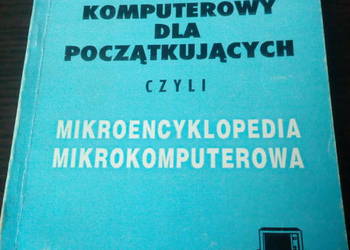 KOMPUTEROWY
DLA
POCZĄTKUJĄCYCH
CZYLI
MIKROENCYKLOPEDIA
MIKROKOMPUTEROWA